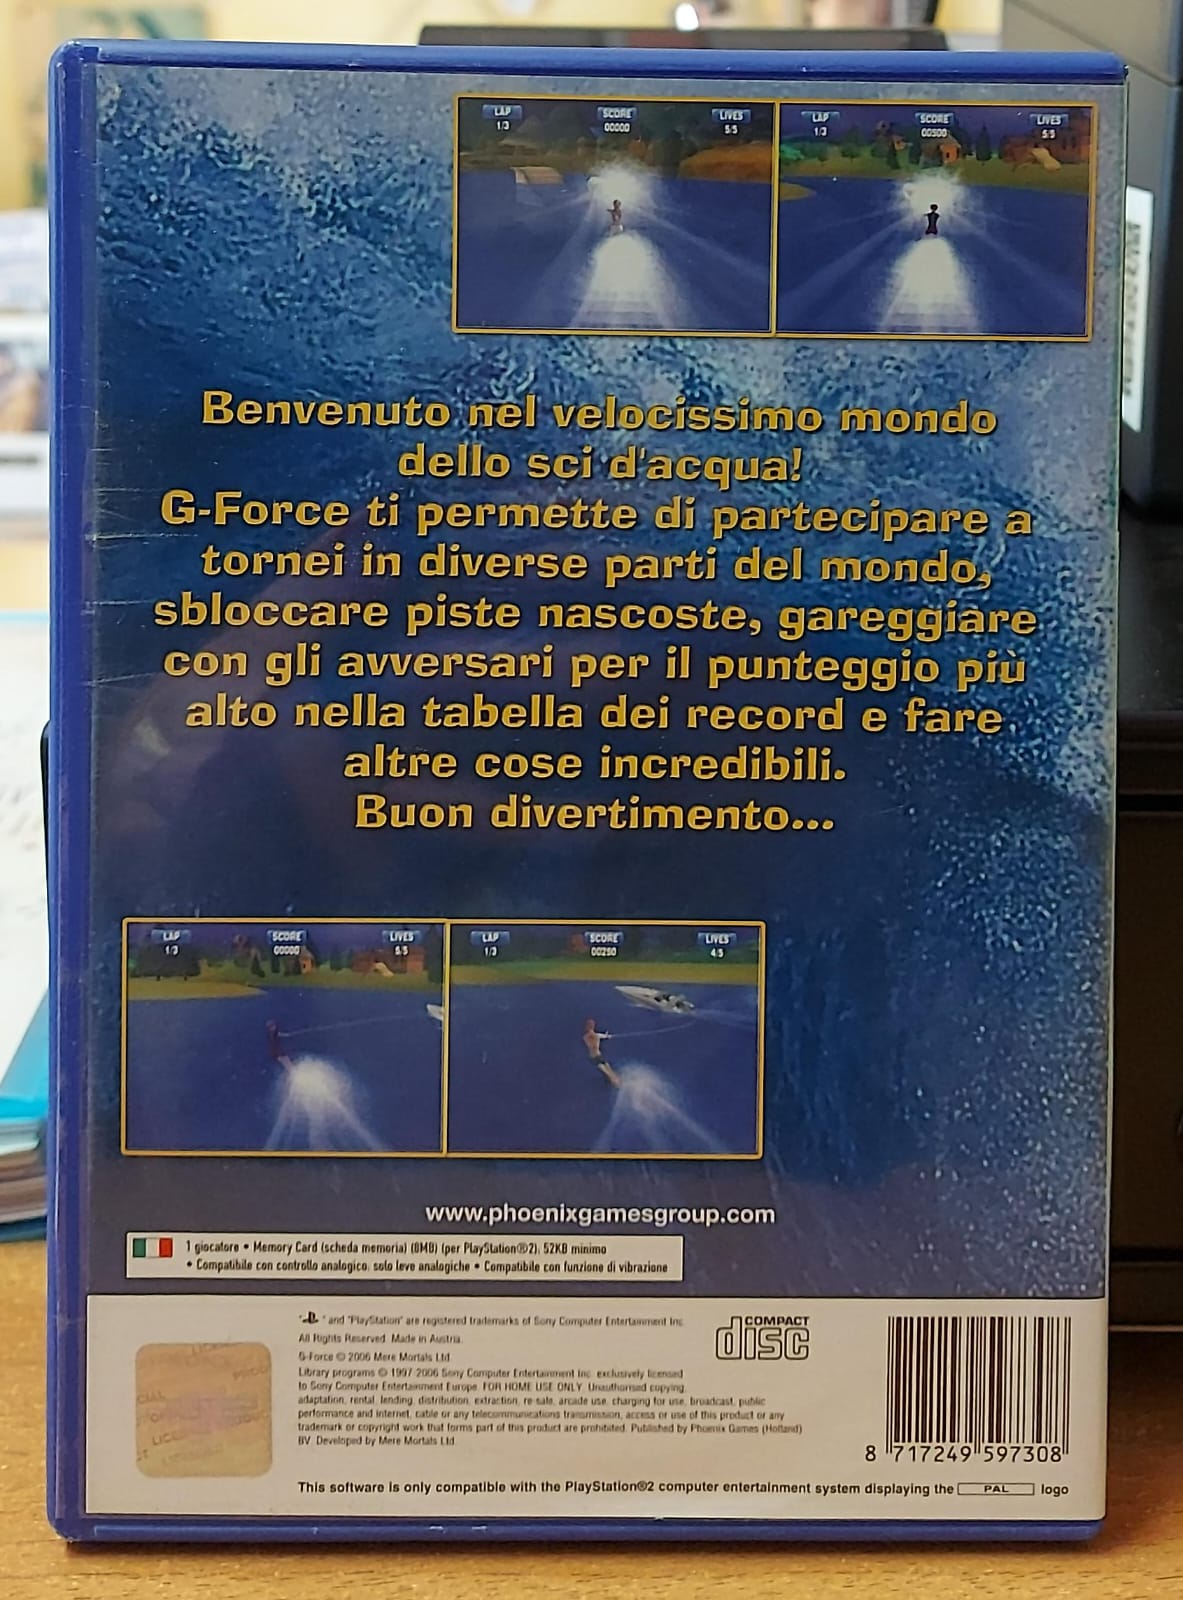 LAP SCORE LIVES
1/3 00000 5/5
LAP SCORE LIVES
1/3 00500 5/5
Benvenuto nel velocissimo mondo
dello sci d'acqua!
G-Force ti permette di partecipare a
tornei in diverse parti del mondo,
sbloccare piste nascoste, gareggiare
con gli avversari per il punteggio più
alto nella tabella dei record e fare
altre cose incredibili.
Buon divertimento...
LAP SCORE LIVES
1/3 00000 5/5
LAP SCORE LIVES
1/3 00250 4/5
www.phoenixgamesgroup.com
1 giocatore • Memory Card (scheda memoria) (8MB) (per PlayStation®2): 52KB minimo
• Compatibile con controllo analogico: solo leve analogiche • Compatibile con funzione di vibrazione
" " and "PlayStation" are registered trademarks of Sony Computer Entertainment Inc.
All Rights Reserved. Made in Austria.
G-Force © 2006 Mere Mortals Ltd.
Library programs © 1997-2006 Sony Computer Entertainment Inc. exclusively licensed
to Sony Computer Entertainment Europe. FOR HOME USE ONLY. Unauthorised copying,
adaptation, rental, lending, distribution, extraction, re-sale, arcade use, charging for use, broadcast, public
performance and internet, cable or any telecommunications transmission, access or use of this product or any
trademark or copyright work that forms part of this product are prohibited. Published by Phoenix Games (Holland)
BV. Developed by Mere Mortals Ltd.
COMPACT
disc
8 717249 597308
This software is only compatible with the PlayStation®2 computer entertainment system displaying the PAL logo